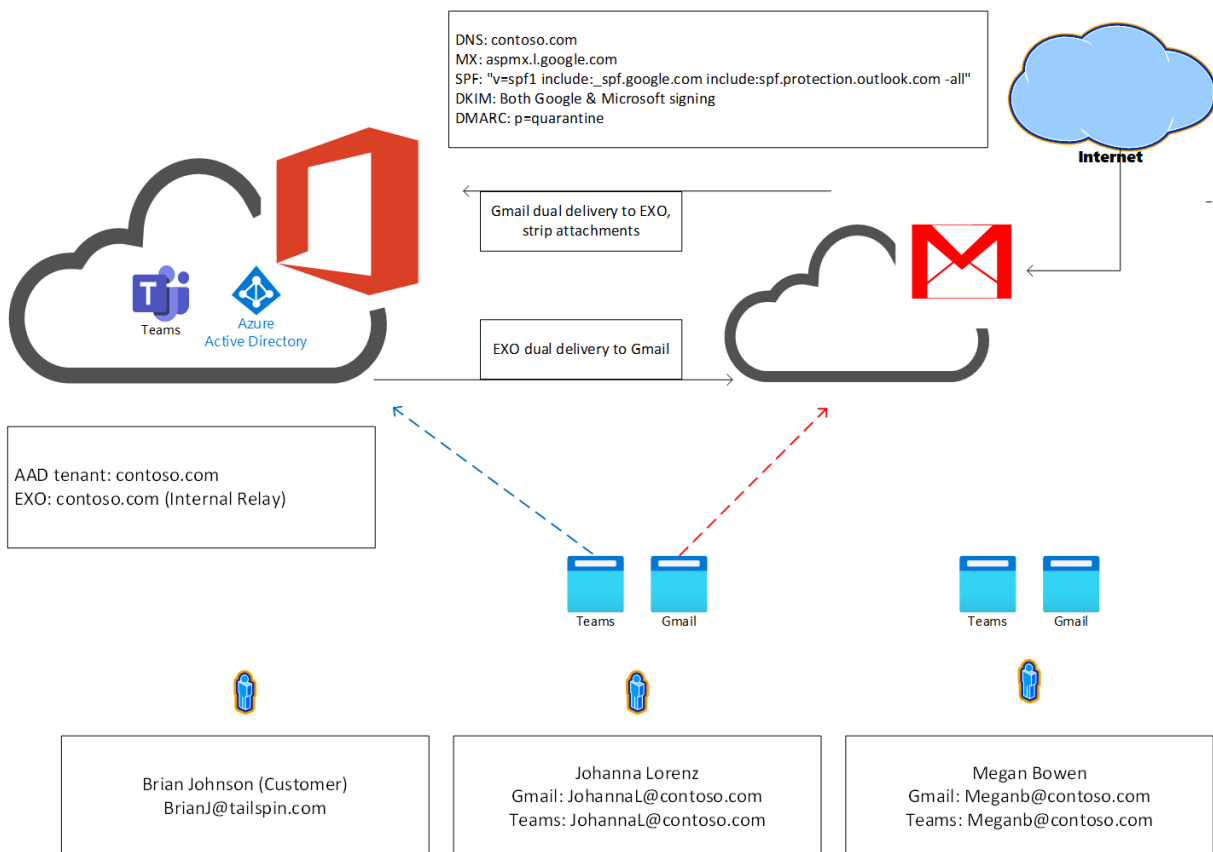 DNS: contoso.com
MX: aspmx.l.google.com
SPF: "v=spf1 include:_spf.google.com include:spf.protection.outlook.com -all"
DKIM: Both Google & Microsoft signing
DMARC: p=quarantine
Internet
Gmail dual delivery to EXO,
strip attachments
T
Teams
Azure
Active Directory
EXO dual delivery to Gmail
AAD tenant: contoso.com
EXO: contoso.com (Internal Relay)
Teams
Gmail
Teams
Gmail
Brian Johnson (Customer)
BrianJ@tailspin.com
Johanna Lorenz
Gmail: JohannaL@contoso.com
Teams: JohannaL@contoso.com
Megan Bowen
Gmail: Meganb@contoso.com
Teams: Meganb@contoso.com